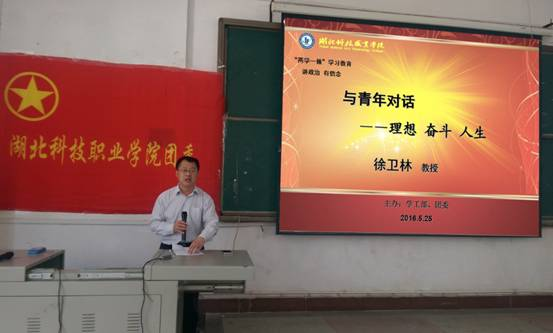 湖北科技职业学院团委
湖北科技职业学院
“两学一做”学习教育
讲政治 有信念
与青年对话
——理想 奋斗 人生
徐卫林 教授
主办：学工部、团委
2016.5.25